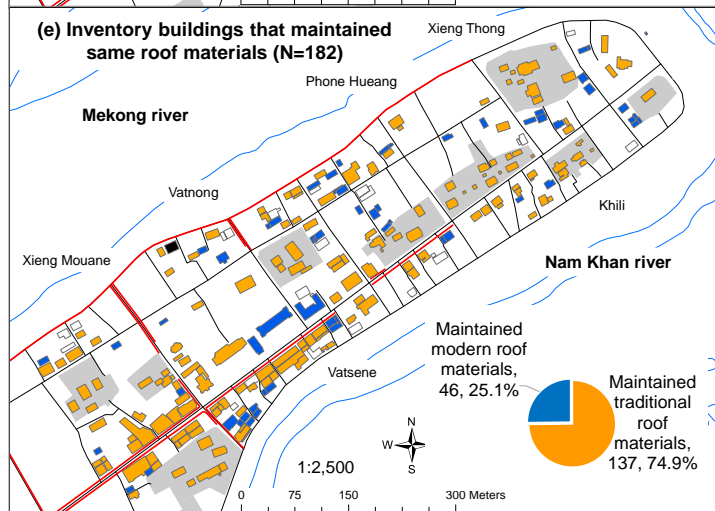 (e) Inventory buildings that maintained
same roof materials (N=182)
Xieng Thong
Phone Hueang
Mekong river
Vatnong
Khili
Xieng Mouane
Nam Khan river
Maintained
modern roof
materials,
46, 25.1%
Maintained
traditional
roof
materials,
137, 74.9%
Vatsene
N
W
E
S
1:2,500
0 75 150 300 Meters